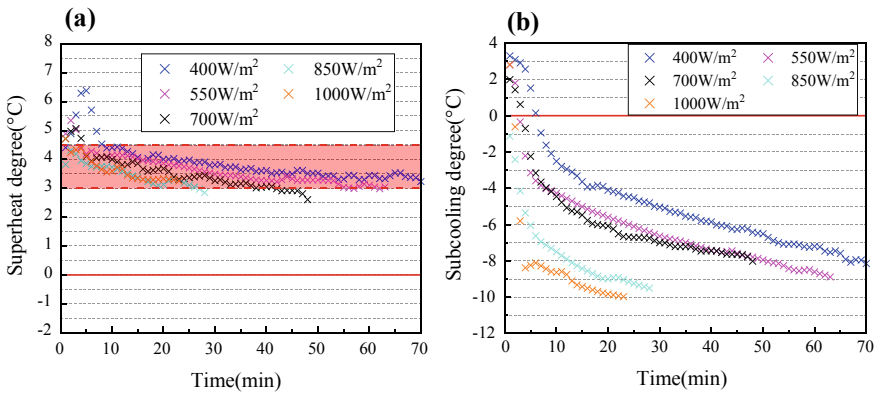 (a)
8
7
6
5
4
3
2
1
0
-1
-2
0 10 20 30 40 50 60 70
Superheat degree(°C)
Time(min)
400W/m²
550W/m²
700W/m²
850W/m²
1000W/m²
(b)
4
2
0
-2
-4
-6
-8
-10
-12
0 10 20 30 40 50 60 70
Subcooling degree(°C)
Time(min)
400W/m²
700W/m²
1000W/m²
550W/m²
850W/m²